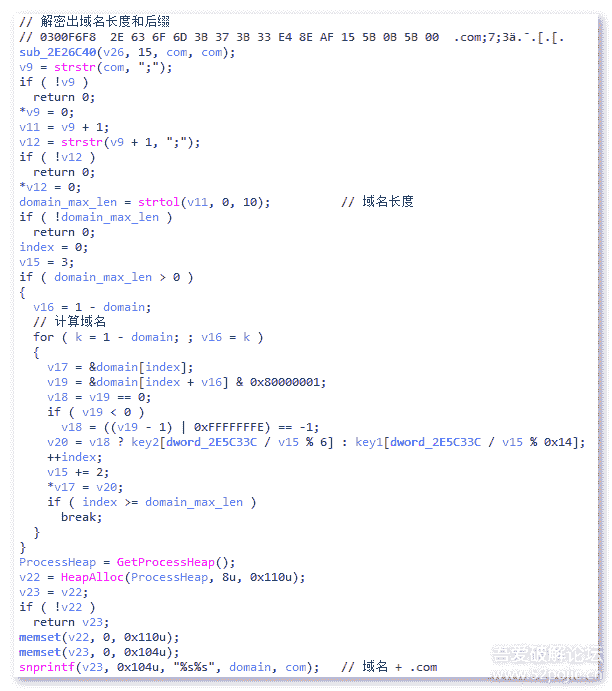 // 解密出域名长度和后缀
// 0300F6F8  2E 63 6F 6D 3B 37 3B 33 E4 8E AF 15 5B 0B 5B 00  .com;7;3ä.¯.[.[.
sub_2E26C40(v26, 15, com, com);
v9 = strstr(com, ";");
if ( !v9 )
  return 0;
*v9 = 0;
v11 = v9 + 1;
v12 = strstr(v9 + 1, ";");
if ( !v12 )
  return 0;
*v12 = 0;
domain_max_len = strtol(v11, 0, 10);          // 域名长度
if ( !domain_max_len )
  return 0;
index = 0;
v15 = 3;
if ( domain_max_len > 0 )
{
  v16 = 1 - domain;
  // 计算域名
  for ( k = 1 - domain; ; v16 = k )
  {
    v17 = &domain[index];
    v19 = &domain[index + v16] & 0x80000001;
    v18 = v19 == 0;
    if ( v19 < 0 )
      v18 = ((v19 - 1) | 0xFFFFFFFE) == -1;
    v20 = v18 ? key2[dword_2E5C33C / v15 % 6] : key1[dword_2E5C33C / v15 % 0x14];
    ++index;
    v15 += 2;
    *v17 = v20;
    if ( index >= domain_max_len )
      break;
  }
}
ProcessHeap = GetProcessHeap();
v22 = HeapAlloc(ProcessHeap, 8u, 0x110u);
v23 = v22;
if ( !v22 )
  return v23;
memset(v22, 0, 0x110u);
memset(v23, 0, 0x104u);
snprintf(v23, 0x104u, "%s%s", domain, com);   // 域名 + .com
吾爱破解论坛
www.52pojie.cn